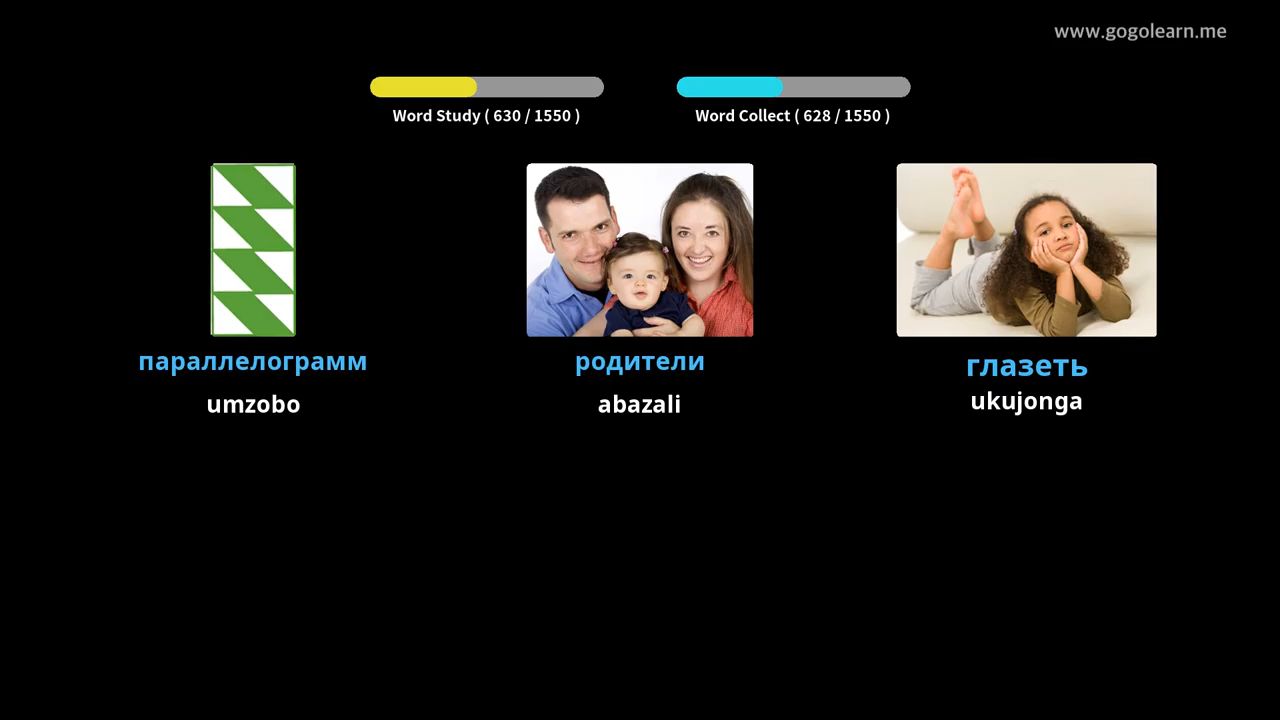 www.gogolearn.me
Word Study ( 630 / 1550 )
Word Collect ( 628 / 1550 )
параллелограмм
umzobo
родители
abazali
глазеть
ukujonga